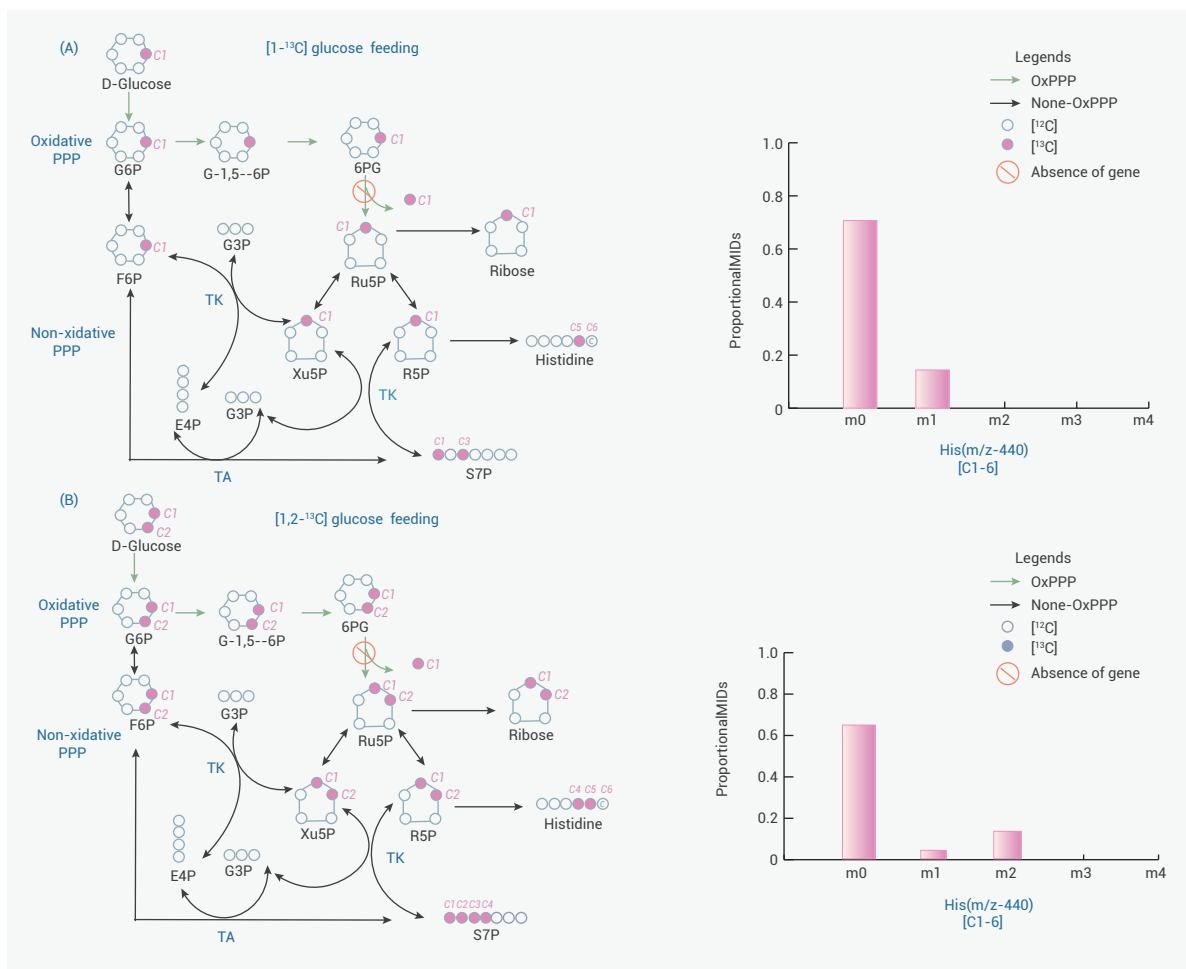 (A)
[1-¹³C] glucose feeding
C1
D-Glucose
Oxidative
PPP
C1
G6P
G-1,5--6P
C1
6PG
C1
C1
F6P
G3P
C1
Ru5P
C1
Ribose
TK
Non-xidative
PPP
C1
Xu5P
C1
R5P
C5 C6
C
Histidine
E4P
G3P
TK
TA
C1 C3
S7P
Legends
OxPPP
None-OxPPP
[¹²C]
[¹³C]
Absence of gene
ProportionalMIDs
1.0
0.8
0.6
0.4
0.2
0
m0 m1 m2 m3 m4
His(m/z-440)
[C1-6]
(B)
[1,2-¹³C] glucose feeding
C1
C2
D-Glucose
Oxidative
PPP
C1
C2
G6P
C1
C2
G-1,5--6P
C1
C2
6PG
C1
C1
C2
F6P
G3P
C1
C2
Ru5P
C1
C2
Ribose
Non-xidative
PPP
TK
C1
C2
Xu5P
C1
C2
R5P
C4 C5 C6
C
Histidine
E4P
G3P
TK
TA
C1C2C3C4
S7P
Legends
OxPPP
None-OxPPP
[¹²C]
[¹³C]
Absence of gene
ProportionalMIDs
1.0
0.8
0.6
0.4
0.2
0
m0 m1 m2 m3 m4
His(m/z-440)
[C1-6]